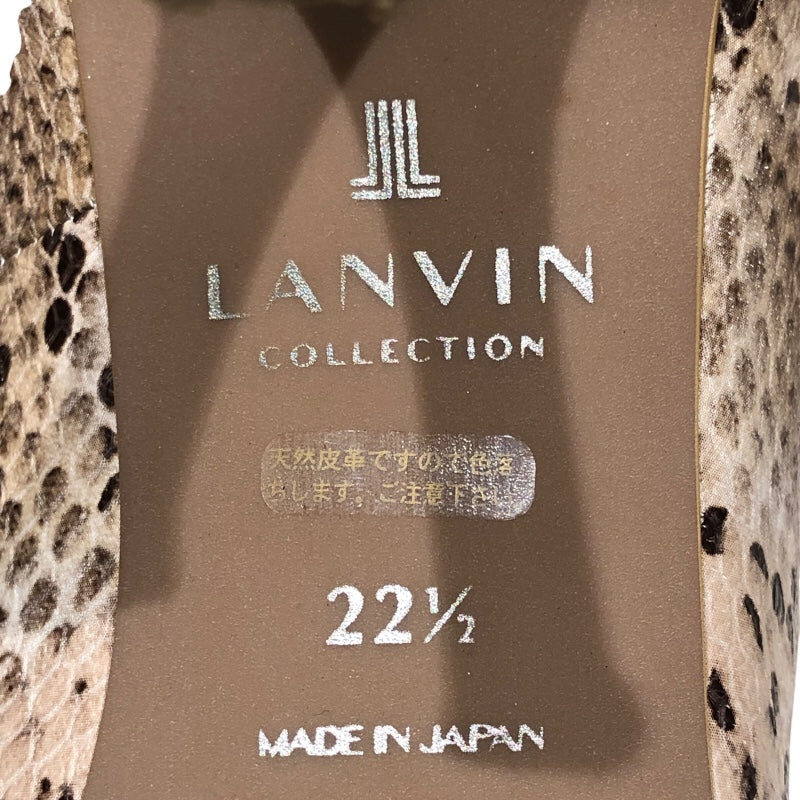 LANVIN
COLLECTION
天然皮革ですので色落
ちします。ご注意下さ
22½
MADE IN JAPAN